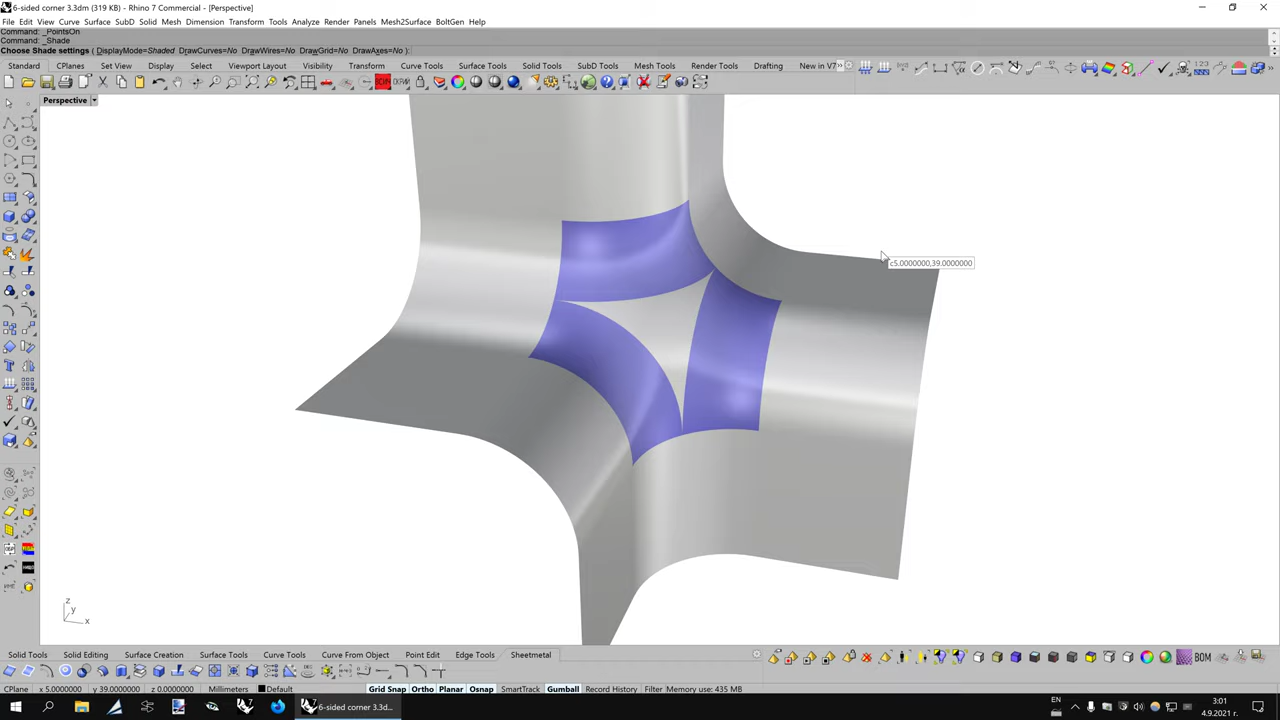 6-sided corner 3.3dm (319 KB) - Rhino 7 Commercial - [Perspective]
File Edit View Curve Surface SubD Solid Mesh Dimension Transform Tools Analyze Render Panels Mesh2Surface BoltGen Help
Command: _PointsOn
Command: _Shade
Choose Shade settings ( DisplayMode=Shaded DrawCurves=No DrawWires=No DrawGrid=No DrawAxes=No ):
Standard CPlanes Set View Display Select Viewport Layout Visibility Transform Curve Tools Surface Tools Solid Tools SubD Tools Mesh Tools Render Tools Drafting New in V7
Perspective
c5.0000000,39.0000000
z
y
x
Solid Tools Solid Editing Surface Creation Surface Tools Curve Tools Curve From Object Point Edit Edge Tools Sheetmetal
BOM
CPlane x 5.0000000 y 39.0000000 z 0.0000000 Millimeters Default Grid Snap Ortho Planar Osnap SmartTrack Gumball Record History Filter Memory use: 435 MB
6-sided corner 3.3d...
EN
3:01
4.9.2021 г.